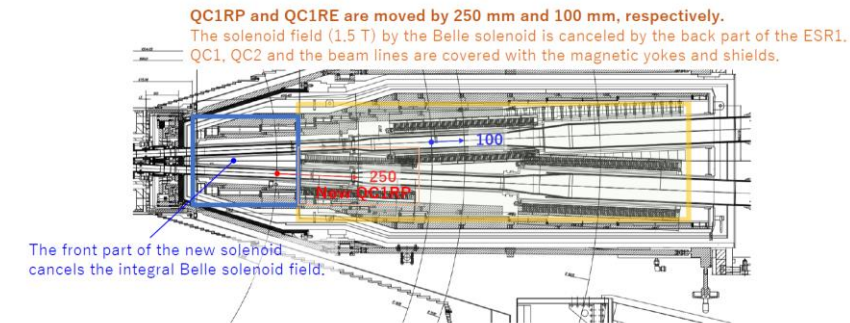 QC1RP and QC1RE are moved by 250 mm and 100 mm, respectively.
The solenoid field (1.5 T) by the Belle solenoid is canceled by the back part of the ESR1.
QC1, QC2 and the beam lines are covered with the magnetic yokes and shields.
100
250
New QC1RP
The front part of the new solenoid
cancels the integral Belle solenoid field.